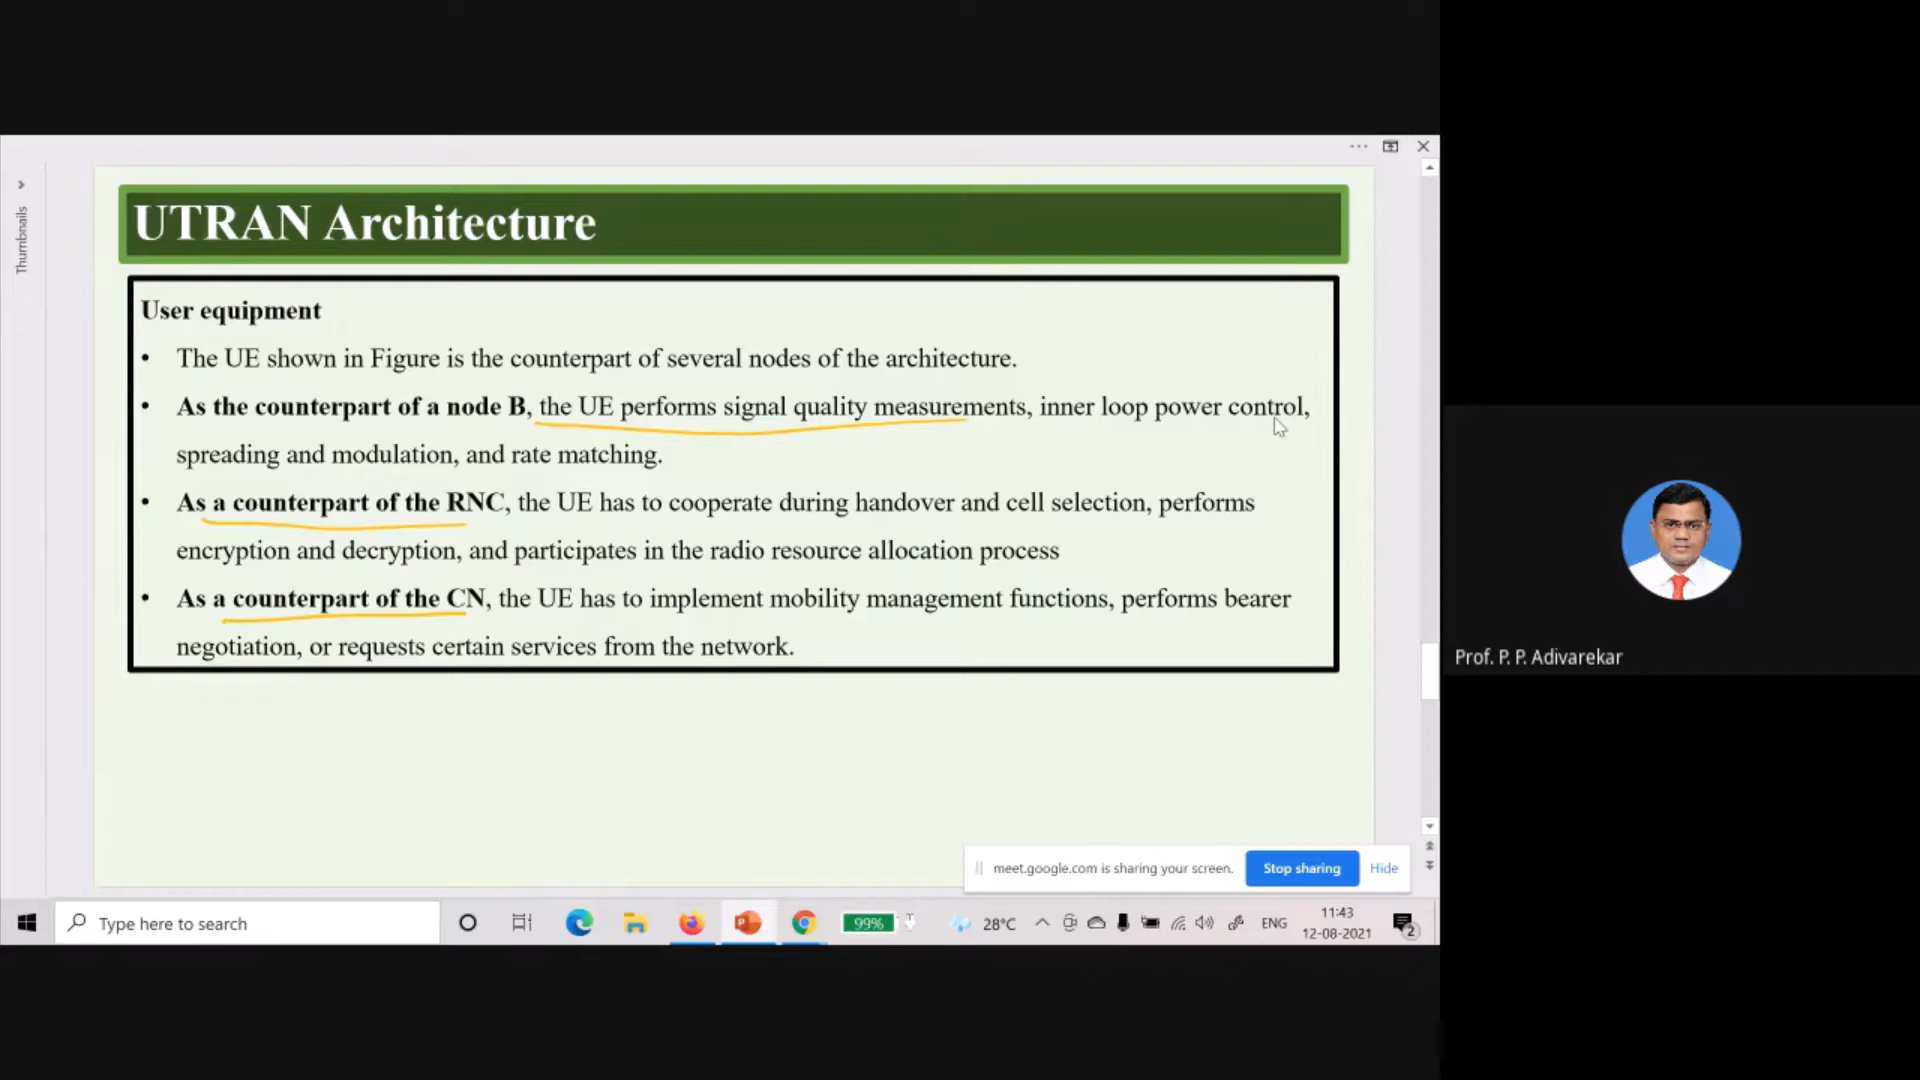 Thumbnails
UTRAN Architecture
User equipment
• The UE shown in Figure is the counterpart of several nodes of the architecture.
• As the counterpart of a node B, the UE performs signal quality measurements, inner loop power control,
spreading and modulation, and rate matching.
• As a counterpart of the RNC, the UE has to cooperate during handover and cell selection, performs
encryption and decryption, and participates in the radio resource allocation process
• As a counterpart of the CN, the UE has to implement mobility management functions, performs bearer
negotiation, or requests certain services from the network.
Prof. P. P. Adivarekar
meet.google.com is sharing your screen.
Stop sharing
Hide
Type here to search
99%
28°C
ENG
11:43
12-08-2021
2